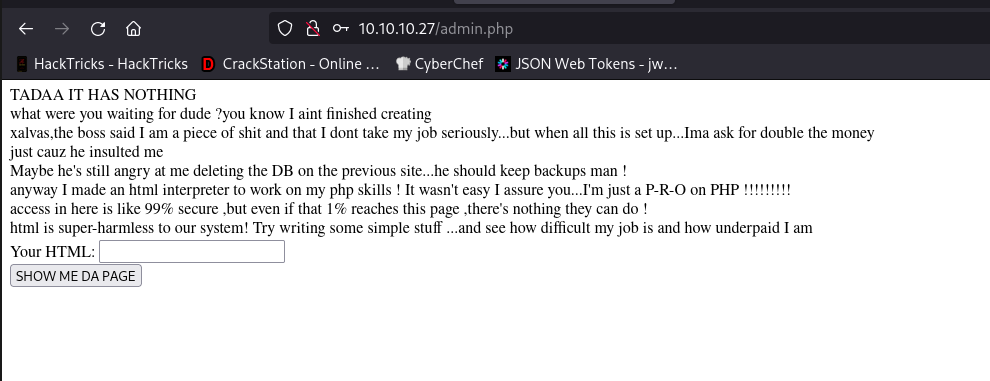 10.10.10.27/admin.php
HackTricks - HackTricks CrackStation - Online ... CyberChef JSON Web Tokens - jw...
TADAA IT HAS NOTHING
what were you waiting for dude ?you know I aint finished creating
xalvas,the boss said I am a piece of shit and that I dont take my job seriously...but when all this is set up...Ima ask for double the money
just cauz he insulted me
Maybe he's still angry at me deleting the DB on the previous site...he should keep backups man !
anyway I made an html interpreter to work on my php skills ! It wasn't easy I assure you...I'm just a P-R-O on PHP !!!!!!!!!
access in here is like 99% secure ,but even if that 1% reaches this page ,there's nothing they can do !
html is super-harmless to our system! Try writing some simple stuff ...and see how difficult my job is and how underpaid I am
Your HTML:
SHOW ME DA PAGE